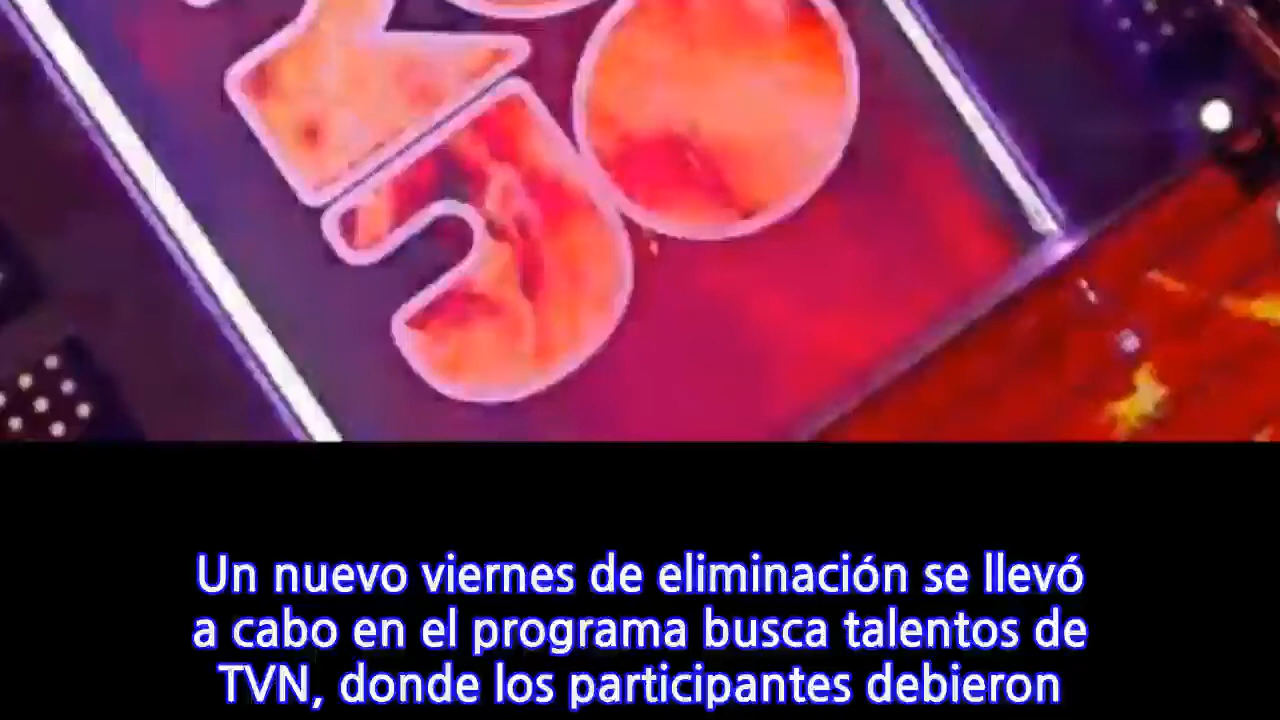 Un nuevo viernes de eliminación se llevó
a cabo en el programa busca talentos de
TVN, donde los participantes debieron